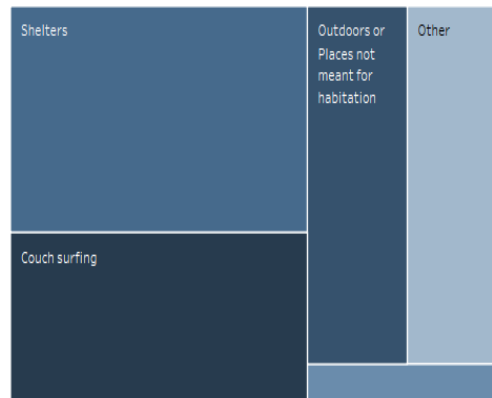 Shelters
Outdoors or
Places not
meant for
habitation
Other
Couch surfing